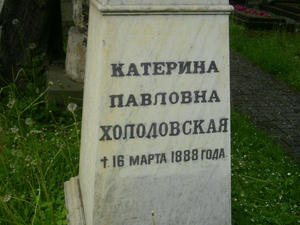 КАТЕРИНА
ПАВЛОВНА
ХОЛОДОВСКАЯ
† 16 МАРТА 1888 ГОДА